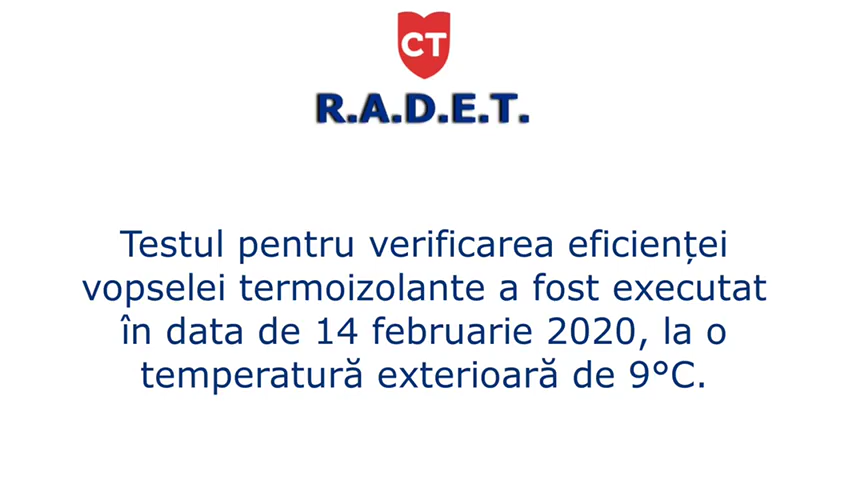 CT
R.A.D.E.T.
Testul pentru verificarea eficienței
vopselei termoizolante a fost executat
în data de 14 februarie 2020, la o
temperatură exterioară de 9°C.